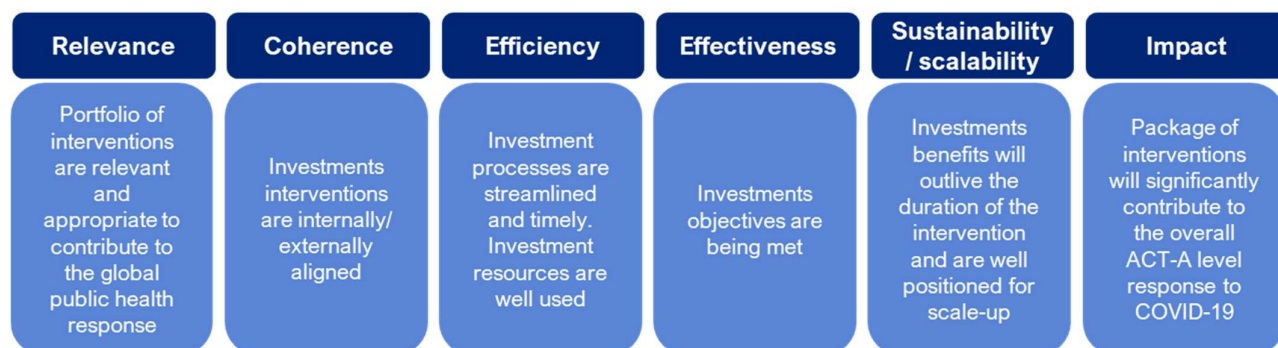 Relevance
Portfolio of
interventions
are relevant
and
appropriate to
contribute to
the global
public health
response
Coherence
Investments
interventions
are internally/
externally
aligned
Efficiency
Investment
processes are
streamlined
and timely.
Investment
resources are
well used
Effectiveness
Investments
objectives are
being met
Sustainability
/ scalability
Investments
benefits will
outlive the
duration of the
intervention
and are well
positioned for
scale-up
Impact
Package of
interventions
will significantly
contribute to
the overall
ACT-A level
response to
COVID-19